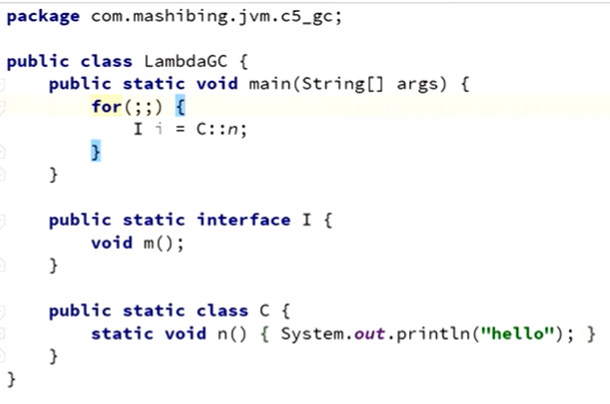 package com.mashibing.jvm.c5_gc;
public class LambdaGC {
public static void main(String[] args) {
for(;;) {
I i = C::n;
}
}
public static interface I {
void m();
}
public static class C {
static void n() { System.out.println("hello"); }
}
}